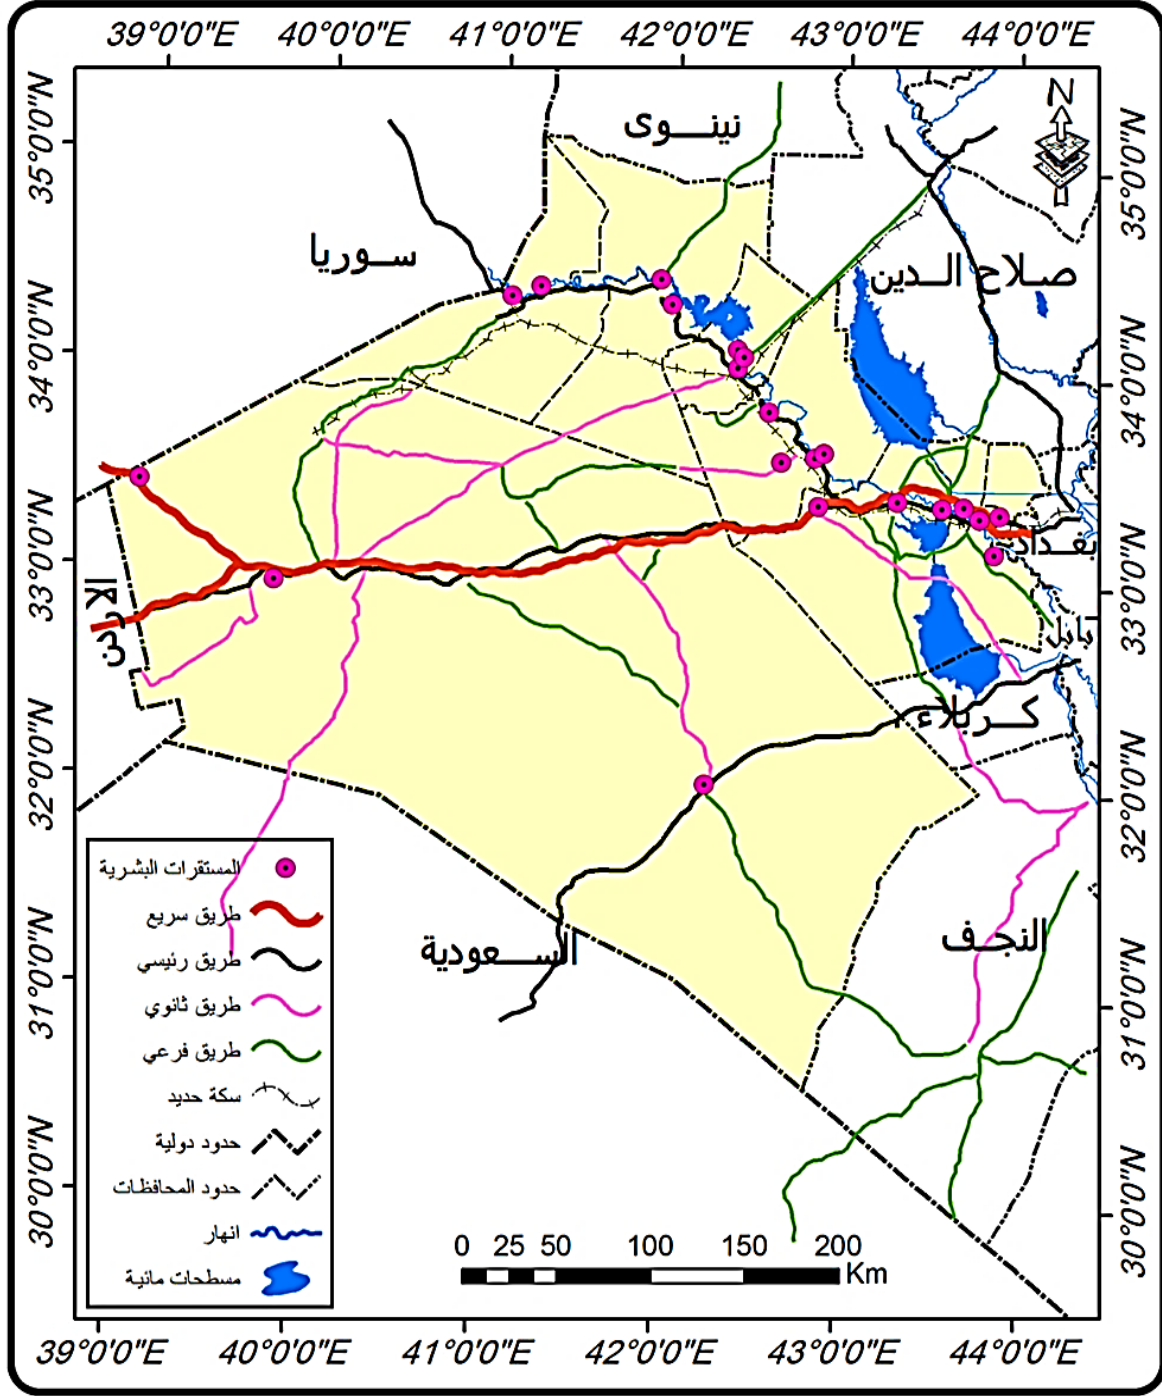 39°0'0"E 40°0'0"E 41°0'0"E 42°0'0"E 43°0'0"E 44°0'0"E
35°0'0"N
34°0'0"N
33°0'0"N
32°0'0"N
31°0'0"N
30°0'0"N
35°0'0"N
34°0'0"N
33°0'0"N
32°0'0"N
31°0'0"N
30°0'0"N
N
نينــوى
سـوريا
صـلاح الـدين
بغـداد
الاردن
بابل
كـربلاء
النجـف
السـعودية
المستقرات البشرية
طريق سريع
طريق رئيسي
طريق ثانوي
طريق فرعي
سكة حديد
حدود دولية
حدود المحافظات
انهار
مسطحات مائية
0 25 50 100 150 200
Km
39°0'0"E 40°0'0"E 41°0'0"E 42°0'0"E 43°0'0"E 44°0'0"E